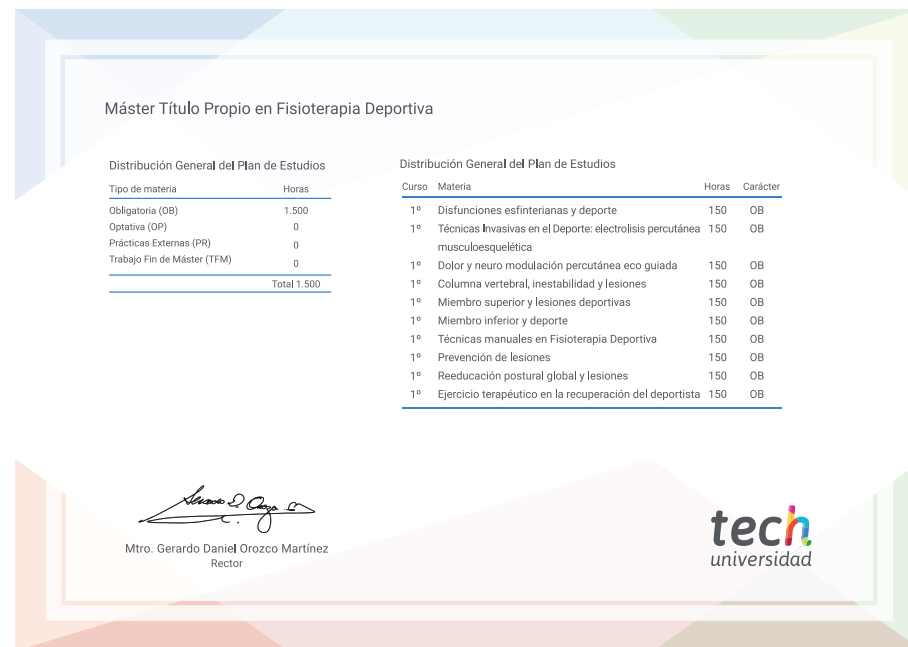 Máster Título Propio en Fisioterapia Deportiva
Distribución General del Plan de Estudios
Tipo de materia Horas
Obligatoria (OB) 1.500
Optativa (OP) 0
Prácticas Externas (PR) 0
Trabajo Fin de Máster (TFM) 0
Total 1.500
Distribución General del Plan de Estudios
Curso Materia Horas Carácter
1º Disfunciones esfinterianas y deporte 150 OB
1º Técnicas Invasivas en el Deporte: electrolisis percutánea 150 OB
musculoesquelética
1º Dolor y neuro modulación percutánea eco guiada 150 OB
1º Columna vertebral, inestabilidad y lesiones 150 OB
1º Miembro superior y lesiones deportivas 150 OB
1º Miembro inferior y deporte 150 OB
1º Técnicas manuales en Fisioterapia Deportiva 150 OB
1º Prevención de lesiones 150 OB
1º Reeducación postural global y lesiones 150 OB
1º Ejercicio terapéutico en la recuperación del deportista 150 OB
Mtro. Gerardo Daniel Orozco Martínez
Rector
tech
universidad